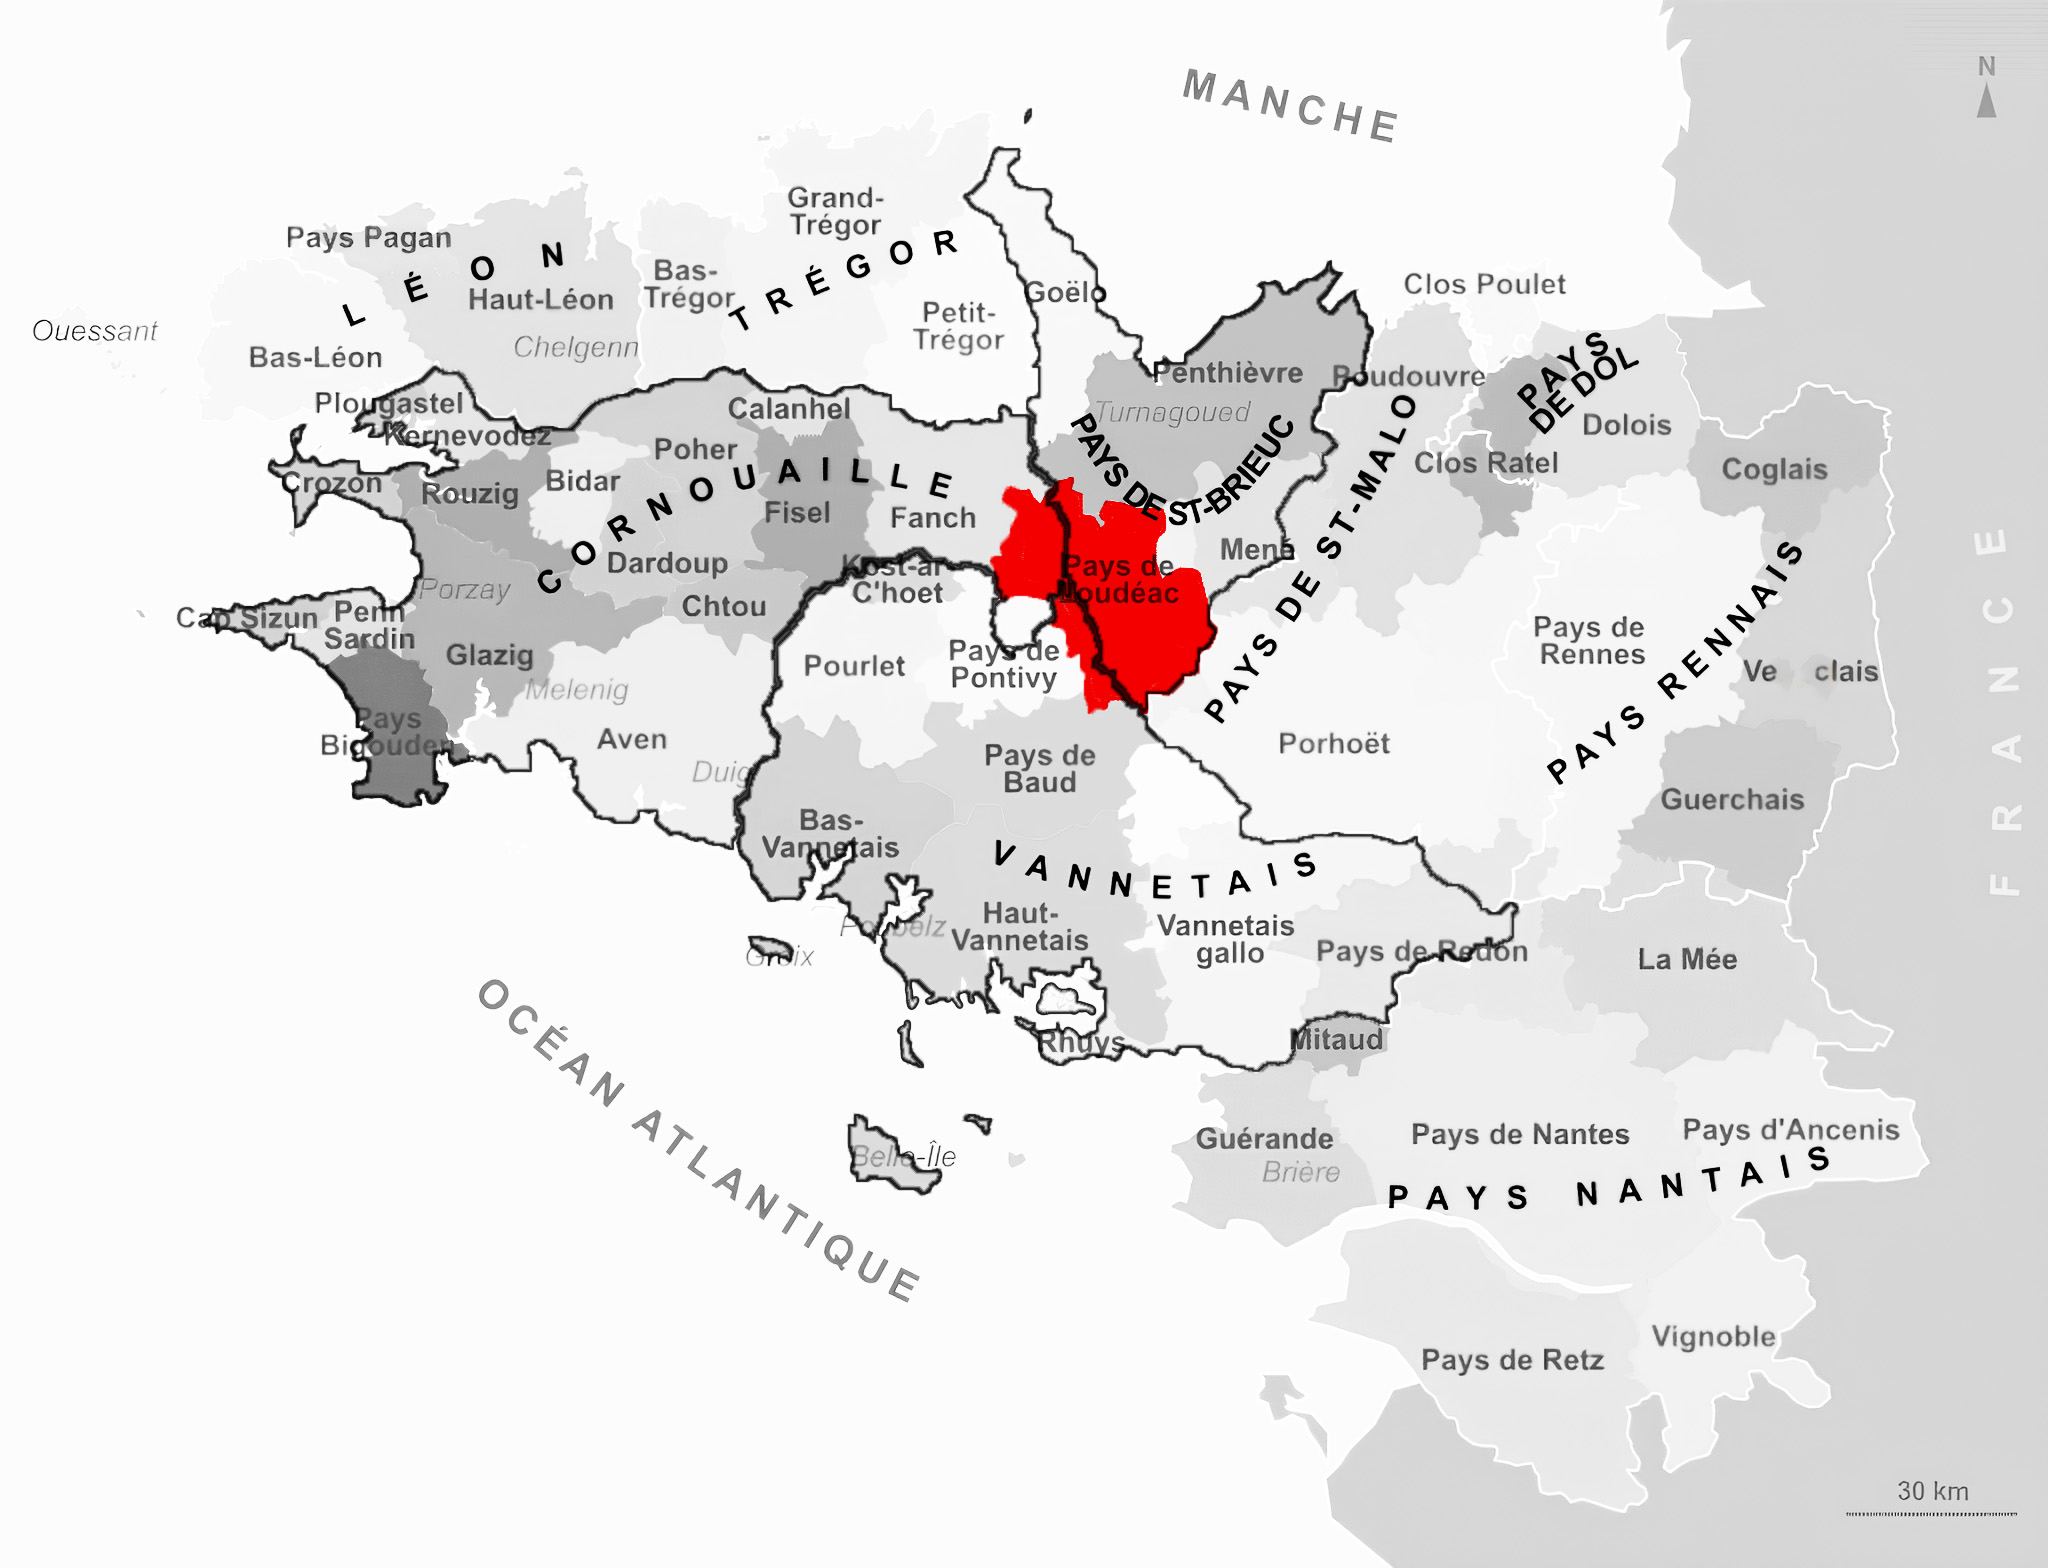 MANCHE
N
Grand-
Trégor
Pays Pagan
LÉON
Haut-Léon
Bas-
Trégor
TRÉGOR
Goëlo
Clos Poulet
Petit-
Trégor
Ouessant
Chelgenn
Bas-Léon
Penthièvre
Poudouvre
PAYS
DE DOL
Plougastel
Calanhel
Turnagoued
Dolois
Kernevodez
Poher
PAYS DE ST-BRIEUC
PAYS DE ST-MALO
Clos Ratel
Coglais
Crozon
Rouzig
Bidar
CORNOUAILLE
Fisel
Fanch
Mené
Dardoup
Kost-ar
C'hoet
Pays de
Loudéac
Porzay
Chtou
Cap Sizun
Penn
Sardin
Glazig
Pourlet
Pays de
Pontivy
Pays de
Rennes
PAYS RENNAIS
Ve clais
FRANCE
Melenig
Pays
Bigouden
Aven
Duig
Pays de
Baud
Porhoët
Guerchais
Bas-
Vannetais
VANNETAIS
Haut-
Vannetais
Vannetais
gallo
Pays de Redon
La Mée
Groix
OCÉAN ATLANTIQUE
Rhuys
Mitaud
Belle-Île
Guérande
Brière
Pays de Nantes
Pays d'Ancenis
PAYS NANTAIS
Pays de Retz
Vignoble
30 km